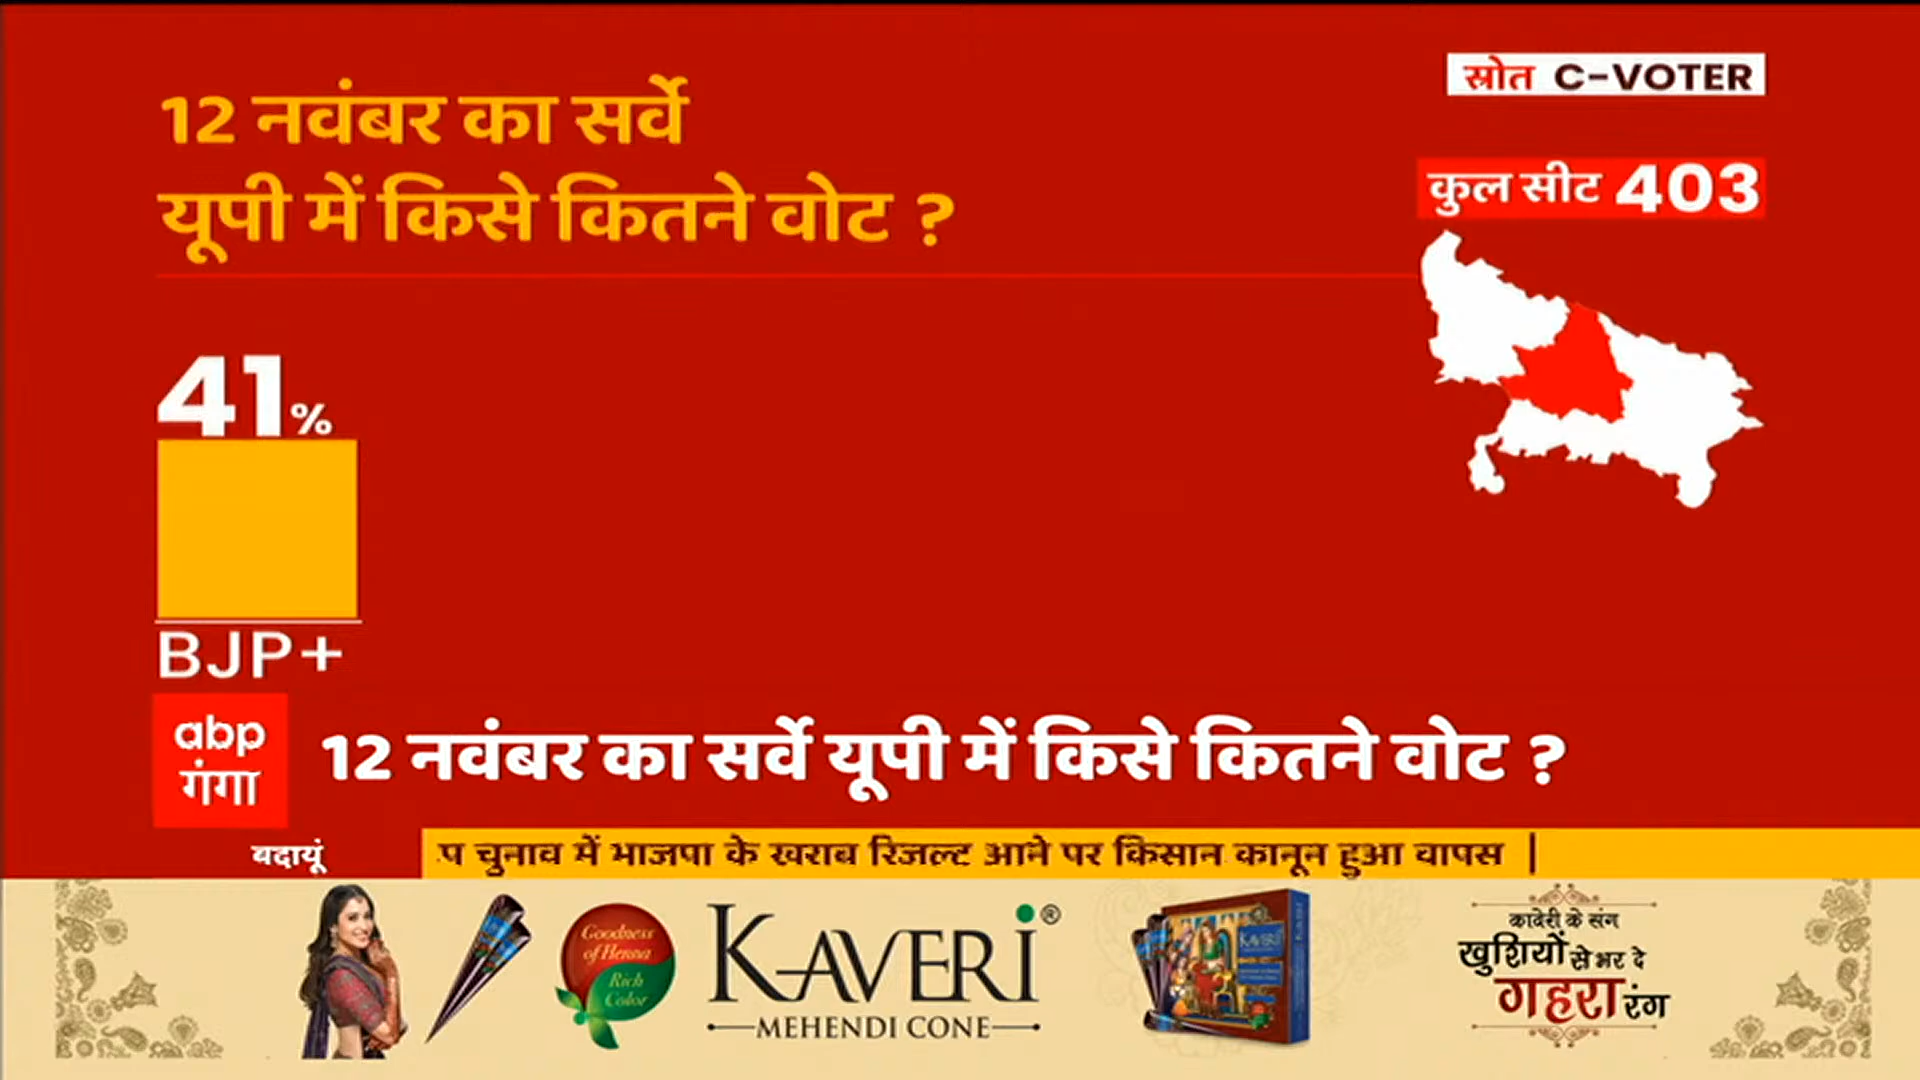 12 नवंबर का सर्वे
यूपी में किसे कितने वोट ?
स्रोत C-VOTER
कुल सीट 403
41%
BJP+
abp
गंगा
12 नवंबर का सर्वे यूपी में किसे कितने वोट ?
बदायूं
चुनाव में भाजपा के खराब रिजल्ट आने पर किसान कानून हुआ वापस |
Goodness
of Henna
Rich
Color
KAVERI®
MEHENDI CONE
KAVERI
कावेरी के संग
खुशियों से भर दे
गहरा रंग